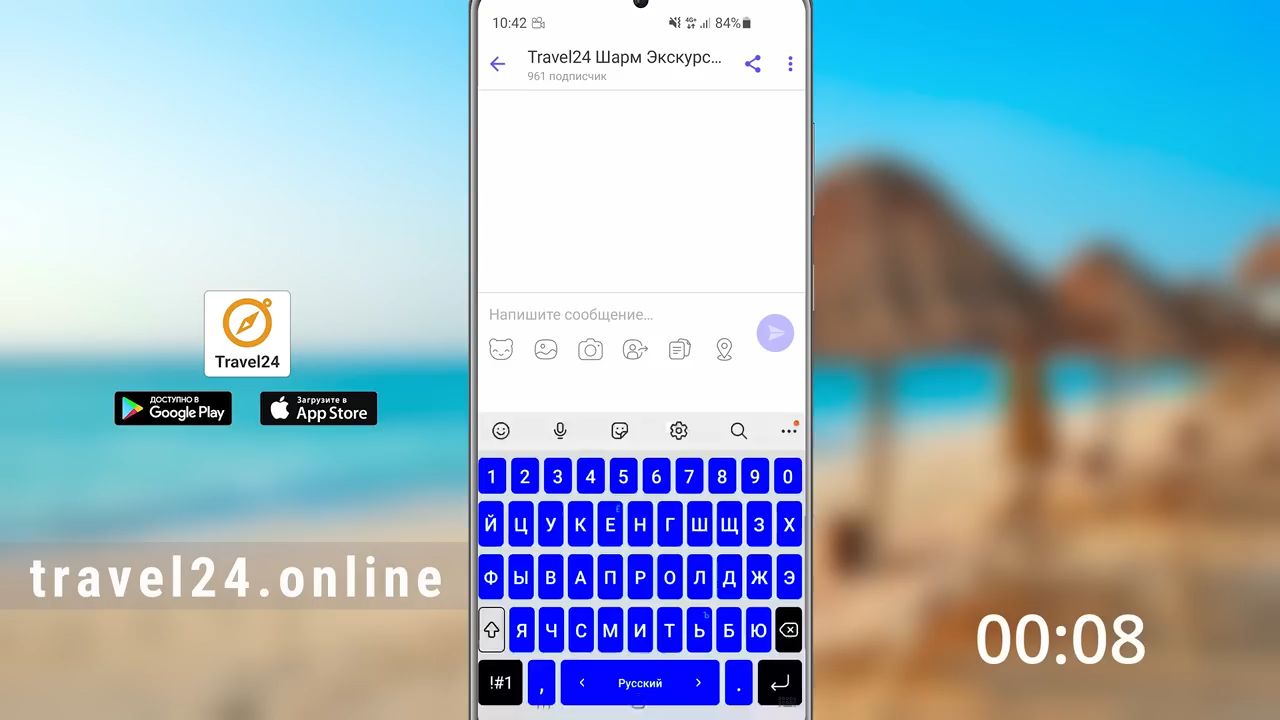 10:42
4G+
84%
Travel24 Шарм Экскурс...
961 подписчик
Напишите сообщение...
Travel24
ДОСТУПНО В
Google Play
Загрузите в
App Store
travel24.online
1 2 3 4 5 6 7 8 9 0
Й Ц У К Е Ё Н Г Ш Щ З Х
Ф Ы В А П Р О Л Д Ж Э
Я Ч С М И Т Ь Ъ Б Ю
!#1 , < Русский > .
00:08